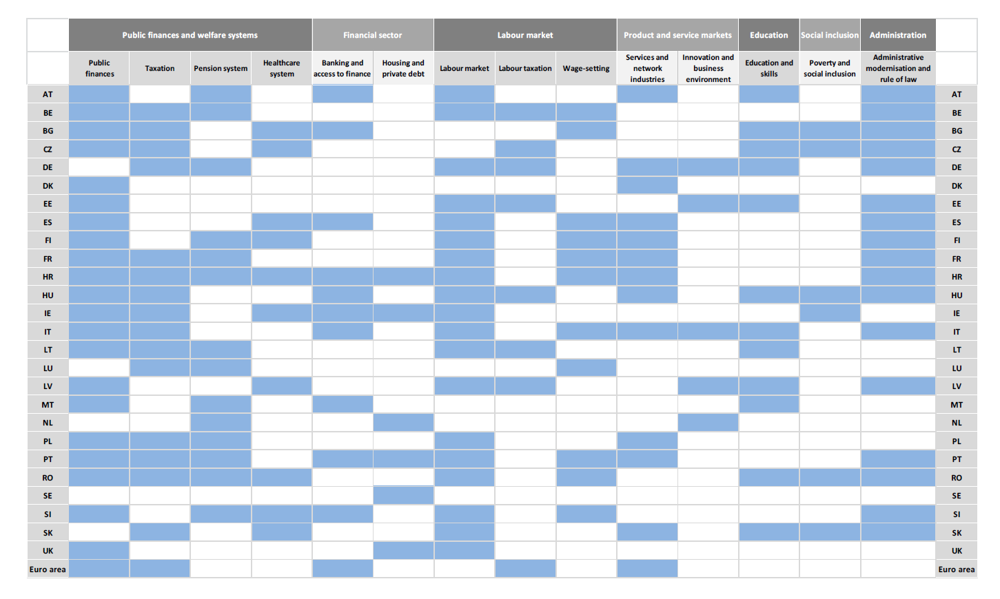 Public finances and welfare systems Financial sector Labour market Product and service markets Education Social inclusion Administration
Public finances Taxation Pension system Healthcare system Banking and access to finance Housing and private debt Labour market Labour taxation Wage-setting Services and network industries Innovation and business environment Education and skills Poverty and social inclusion Administrative modernisation and rule of law
AT AT
BE BE
BG BG
CZ CZ
DE DE
DK DK
EE EE
ES ES
FI FI
FR FR
HR HR
HU HU
IE IE
IT IT
LT LT
LU LU
LV LV
MT MT
NL NL
PL PL
PT PT
RO RO
SE SE
SI SI
SK SK
UK UK
Euro area Euro area